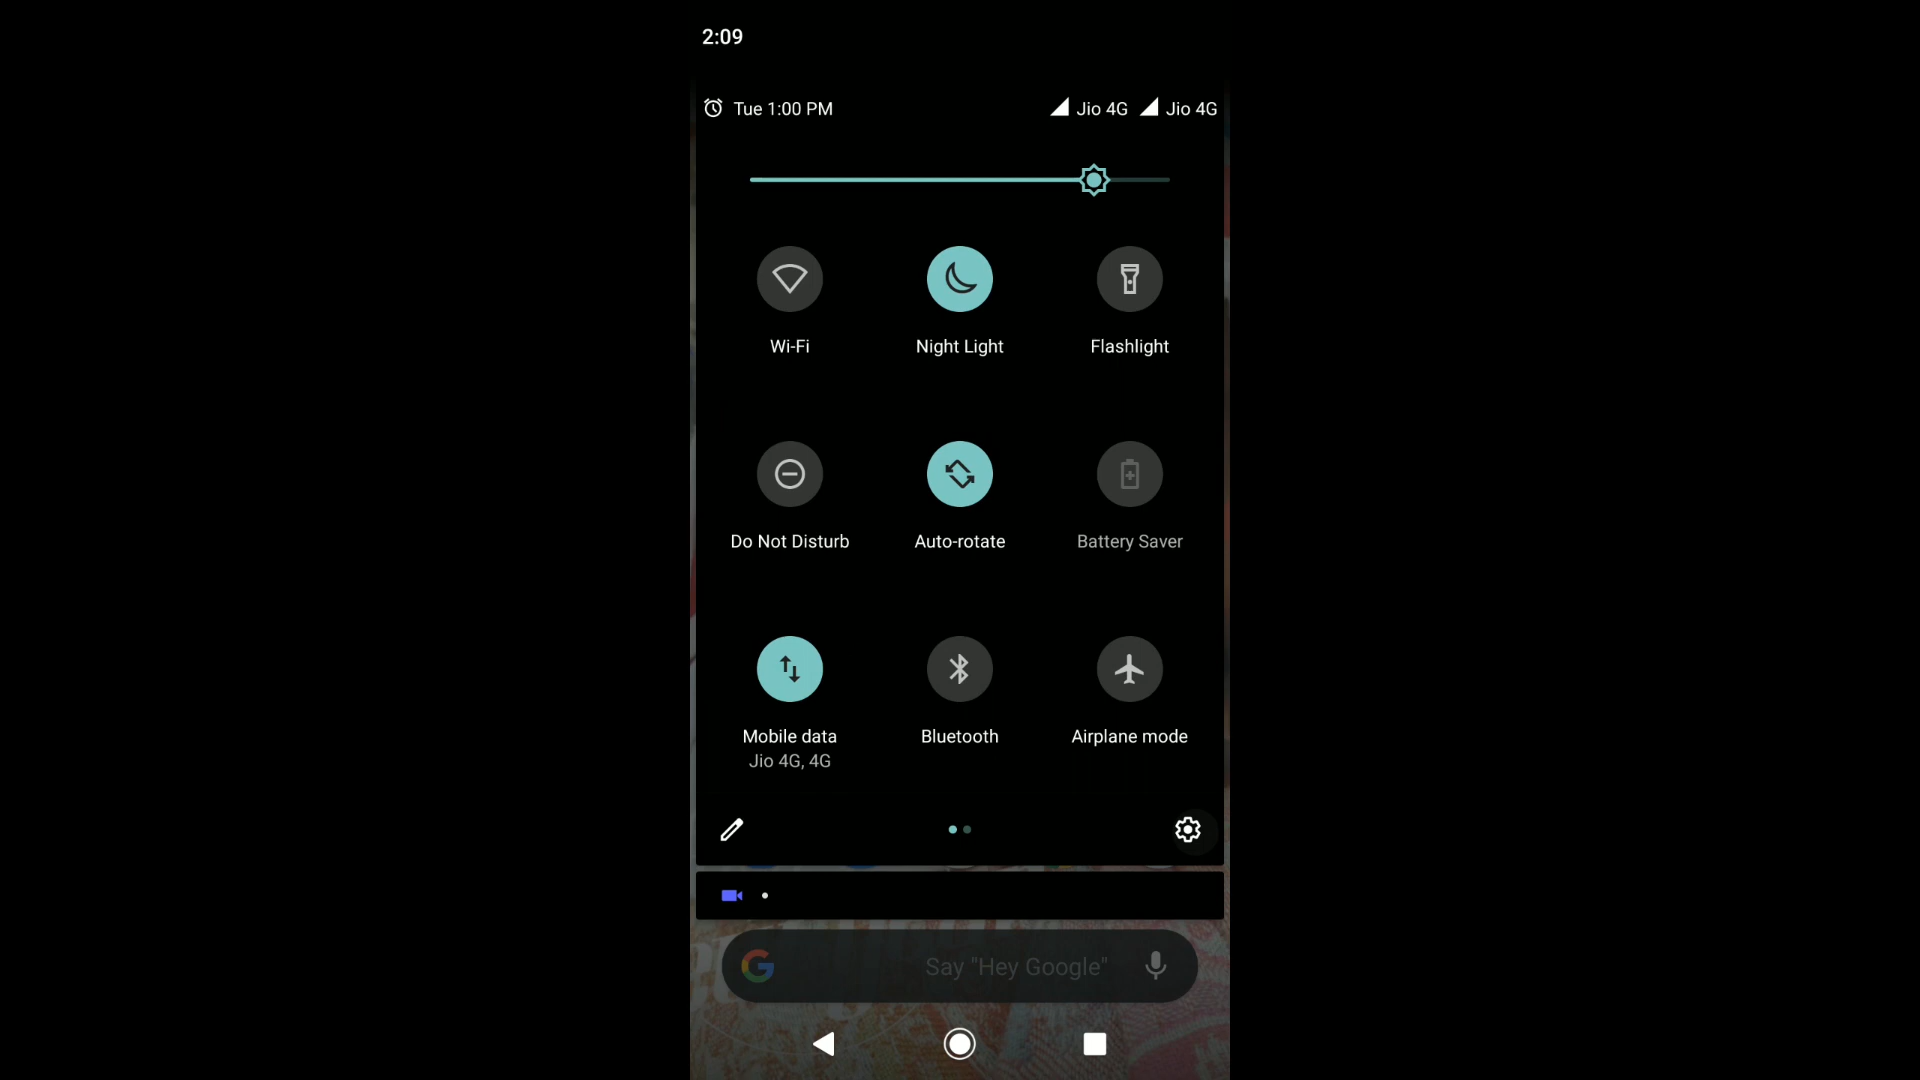 2:09
Tue 1:00 PM Jio 4G Jio 4G
Wi-Fi Night Light Flashlight
Do Not Disturb Auto-rotate Battery Saver
Mobile data Bluetooth Airplane mode
Jio 4G, 4G
Say "Hey Google"